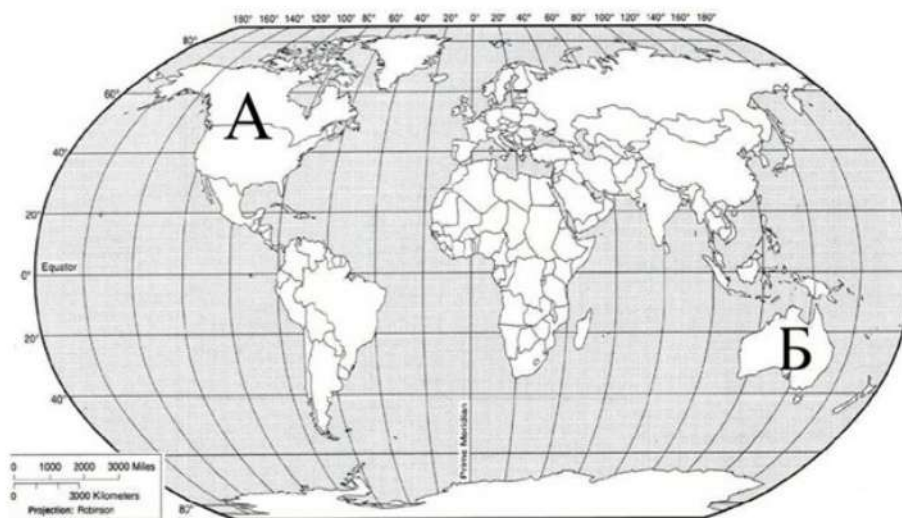 180° 160° 140° 120° 100° 80° 60° 40° 20° 0° 20° 40° 60° 80° 100° 120° 140° 160° 180°
80°
60°
А
40°
20°
Equator
0°
20°
Б
40°
Prime Meridian
0 1000 2000 3000 Miles
0 3000 Kilometers
Projection: Robinson
80°